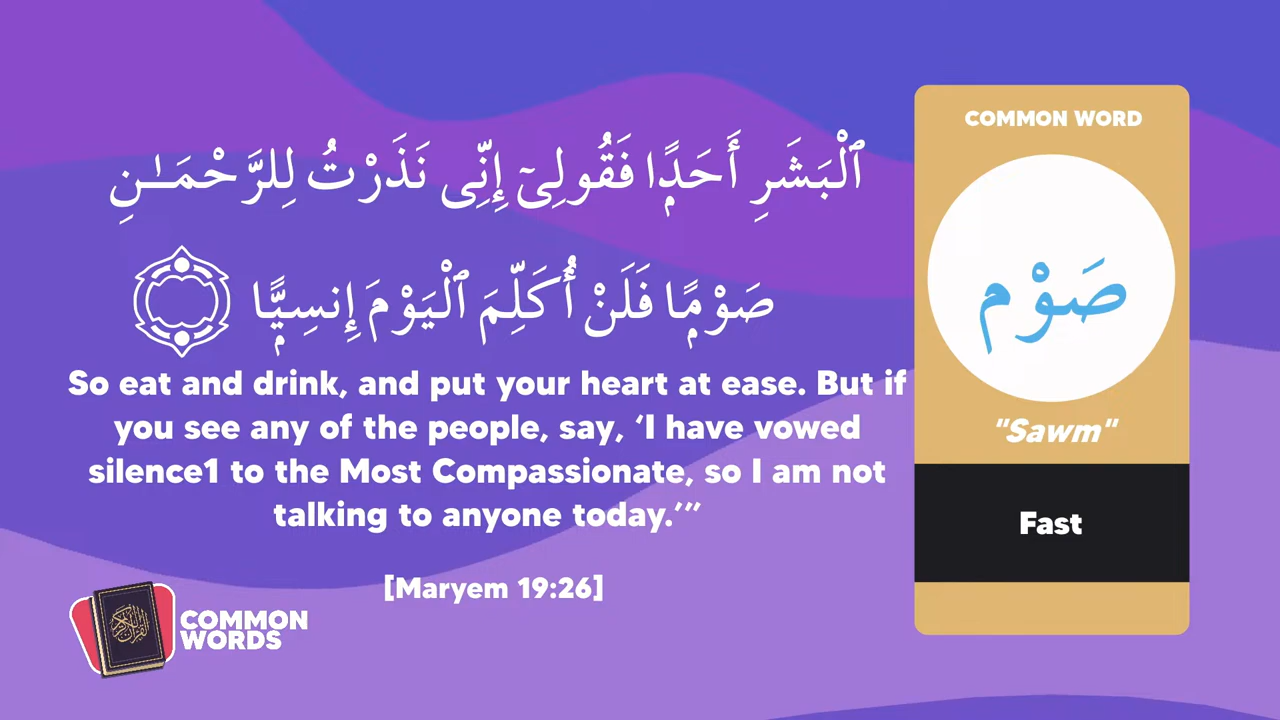 ٱلْبَشَرِ أَحَدًۭا فَقُولِىٓ إِنِّى نَذَرْتُ لِلرَّحْمَـٰنِ
صَوْمًۭا فَلَنْ أُكَلِّمَ ٱلْيَوْمَ إِنسِيًّۭا
So eat and drink, and put your heart at ease. But if
you see any of the people, say, ‘I have vowed
silence1 to the Most Compassionate, so I am not
talking to anyone today.’”
[Maryem 19:26]
COMMON WORD
صَوْم
"Sawm"
Fast
COMMON
WORDS